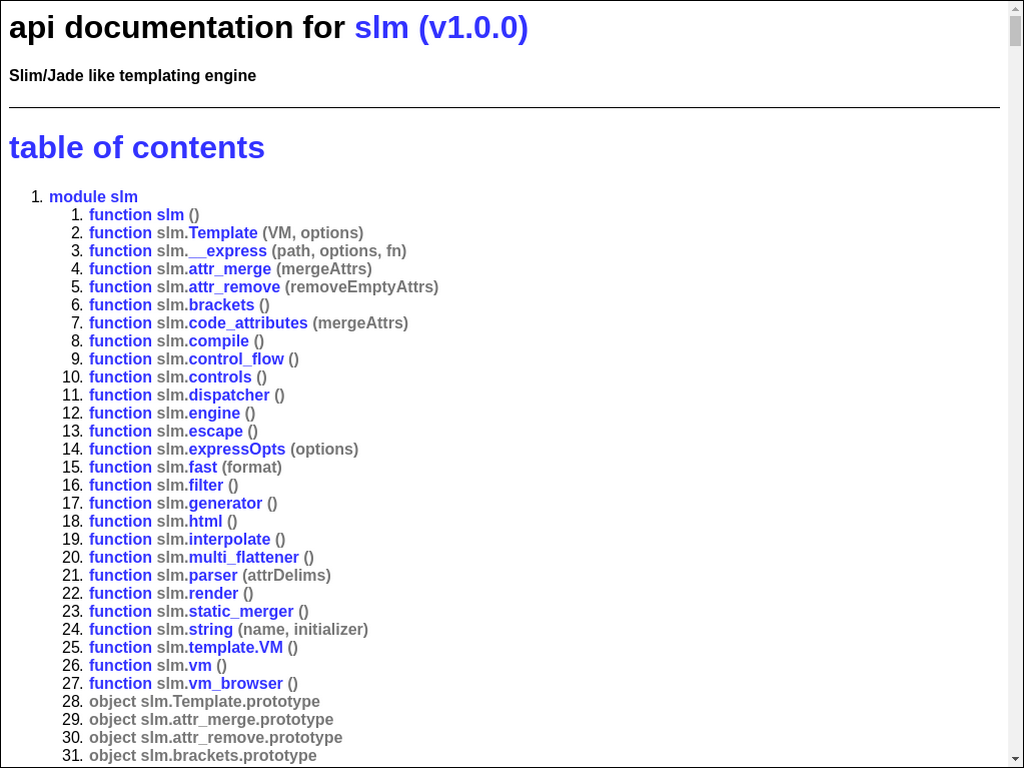 api documentation for slm (v1.0.0)
Slim/Jade like templating engine
table of contents
1. module slm
1. function slm ()
2. function slm.Template (VM, options)
3. function slm.__express (path, options, fn)
4. function slm.attr_merge (mergeAttrs)
5. function slm.attr_remove (removeEmptyAttrs)
6. function slm.brackets ()
7. function slm.code_attributes (mergeAttrs)
8. function slm.compile ()
9. function slm.control_flow ()
10. function slm.controls ()
11. function slm.dispatcher ()
12. function slm.engine ()
13. function slm.escape ()
14. function slm.expressOpts (options)
15. function slm.fast (format)
16. function slm.filter ()
17. function slm.generator ()
18. function slm.html ()
19. function slm.interpolate ()
20. function slm.multi_flattener ()
21. function slm.parser (attrDelims)
22. function slm.render ()
23. function slm.static_merger ()
24. function slm.string (name, initializer)
25. function slm.template.VM ()
26. function slm.vm ()
27. function slm.vm_browser ()
28. object slm.Template.prototype
29. object slm.attr_merge.prototype
30. object slm.attr_remove.prototype
31. object slm.brackets.prototype